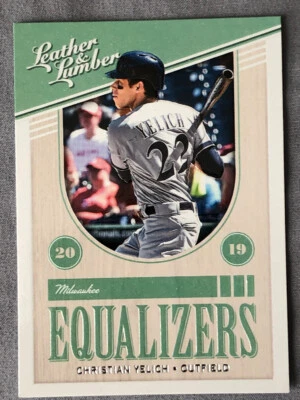 Leather &
Lumber
YELICH
22
20 19
Milwaukee
EQUALIZERS
CHRISTIAN YELICH • OUTFIELD